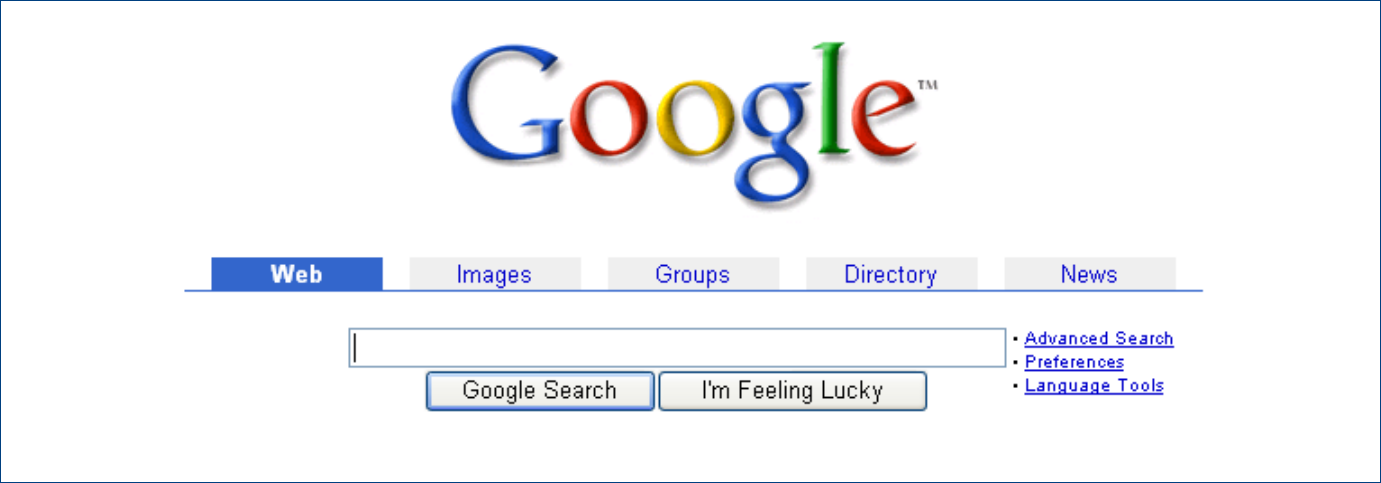 Google™
Web Images Groups Directory News
• Advanced Search
• Preferences
Google Search I'm Feeling Lucky
• Language Tools